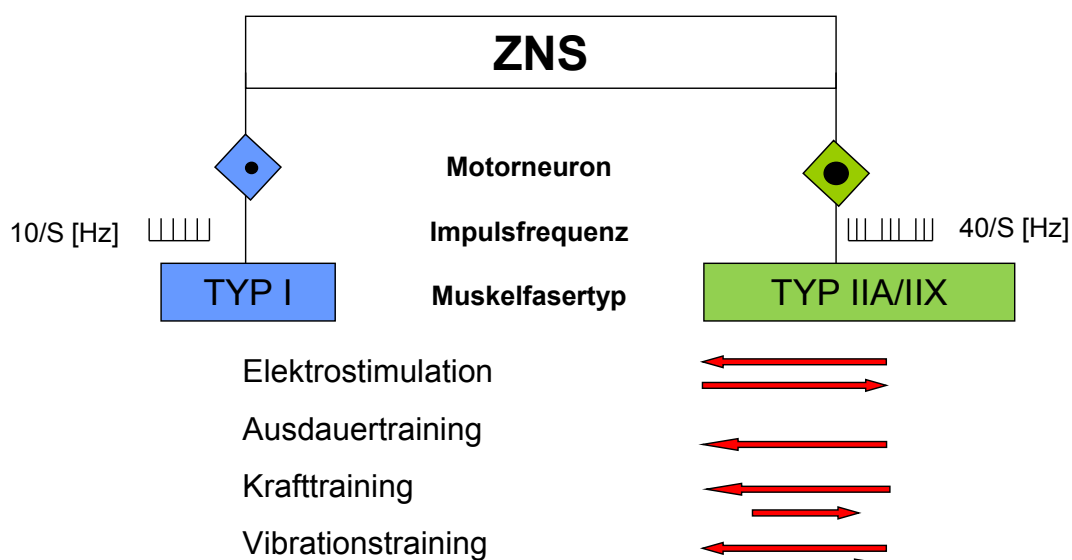 ZNS
Motorneuron
10/S [Hz] Impulsfrequenz 40/S [Hz]
TYP I Muskelfasertyp TYP IIA/IIX
Elektrostimulation
Ausdauertraining
Krafttraining
Vibrationstraining